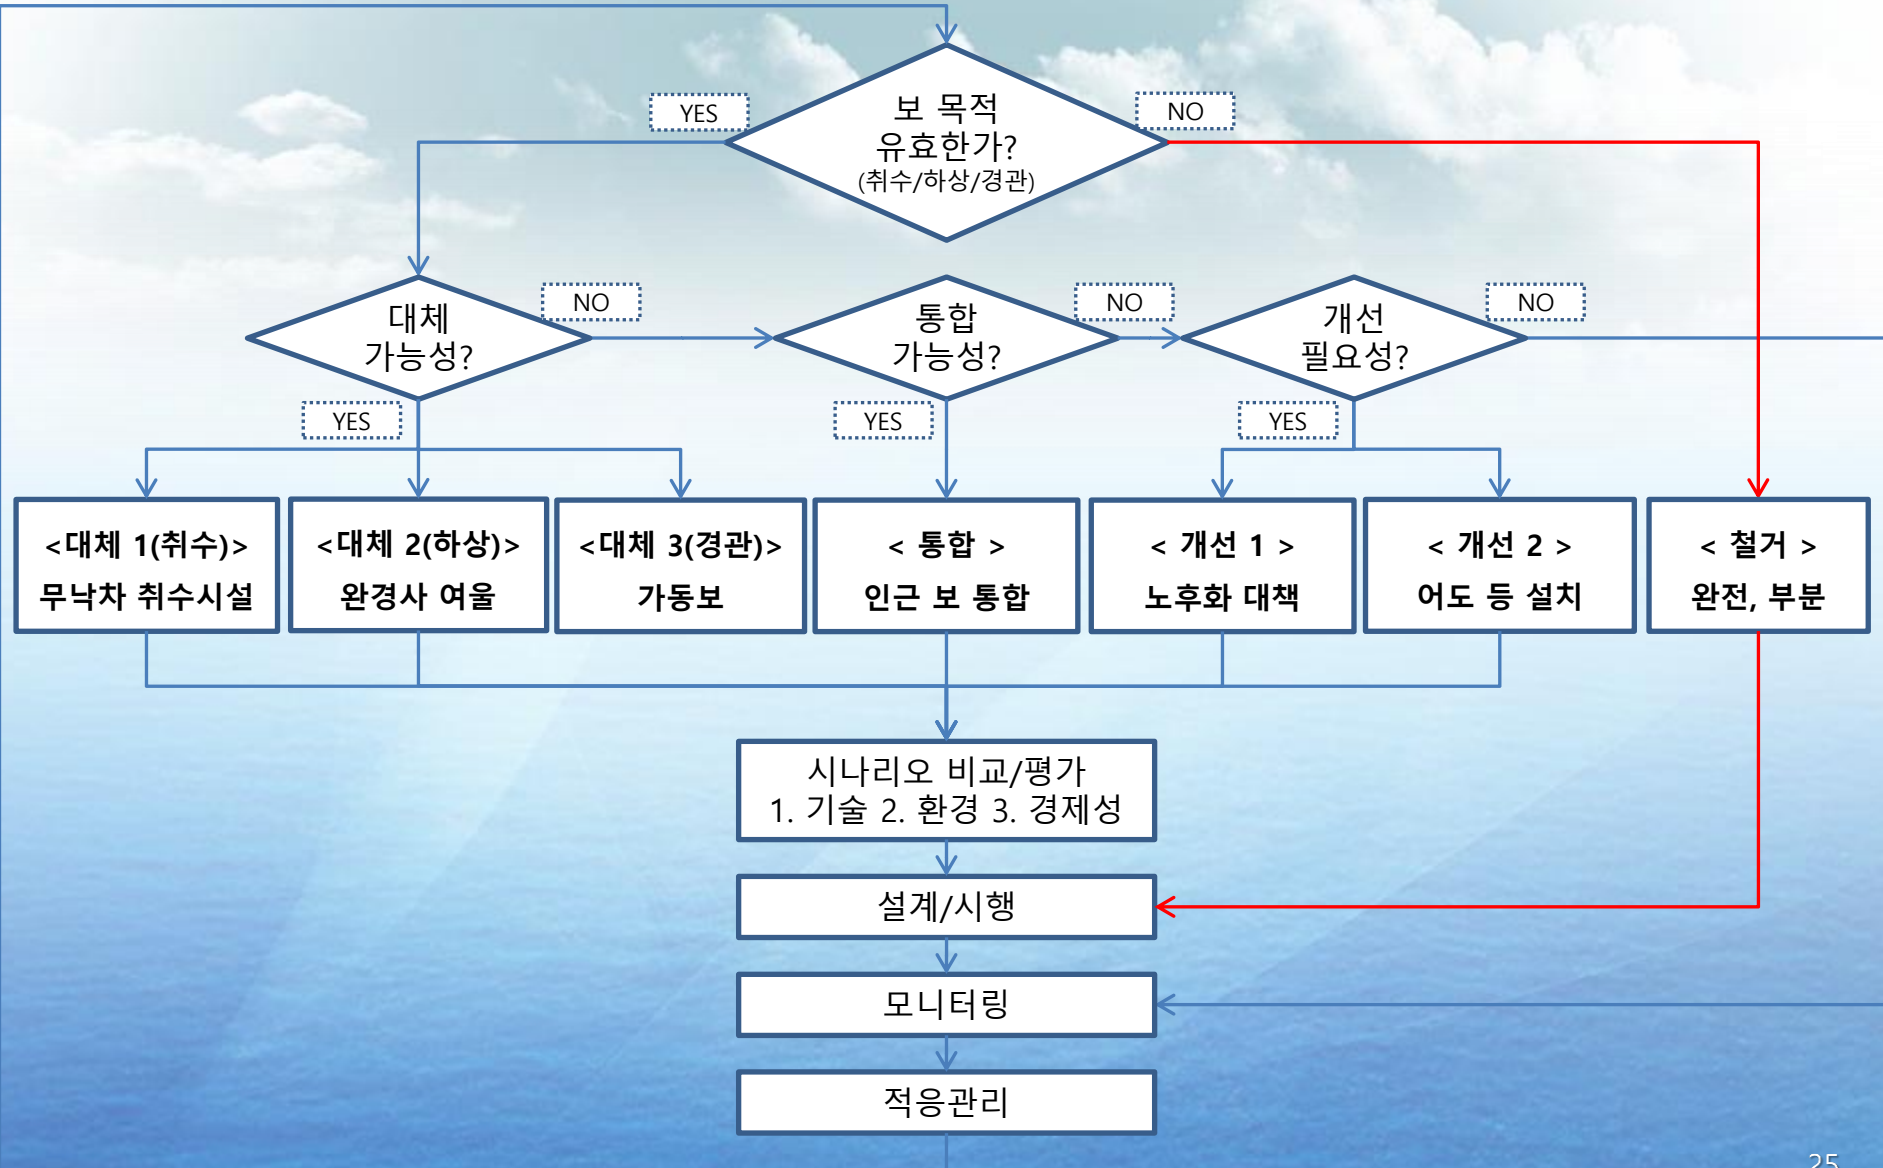 보 목적
유효한가?
(취수/하상/경관)
YES
NO
대체
가능성?
NO
통합
가능성?
NO
개선
필요성?
NO
YES
YES
YES
<대체 1(취수)>
무낙차 취수시설
<대체 2(하상)>
완경사 여울
<대체 3(경관)>
가동보
< 통합 >
인근 보 통합
< 개선 1 >
노후화 대책
< 개선 2 >
어도 등 설치
< 철거 >
완전, 부분
시나리오 비교/평가
1. 기술 2. 환경 3. 경제성
설계/시행
모니터링
적응관리
25